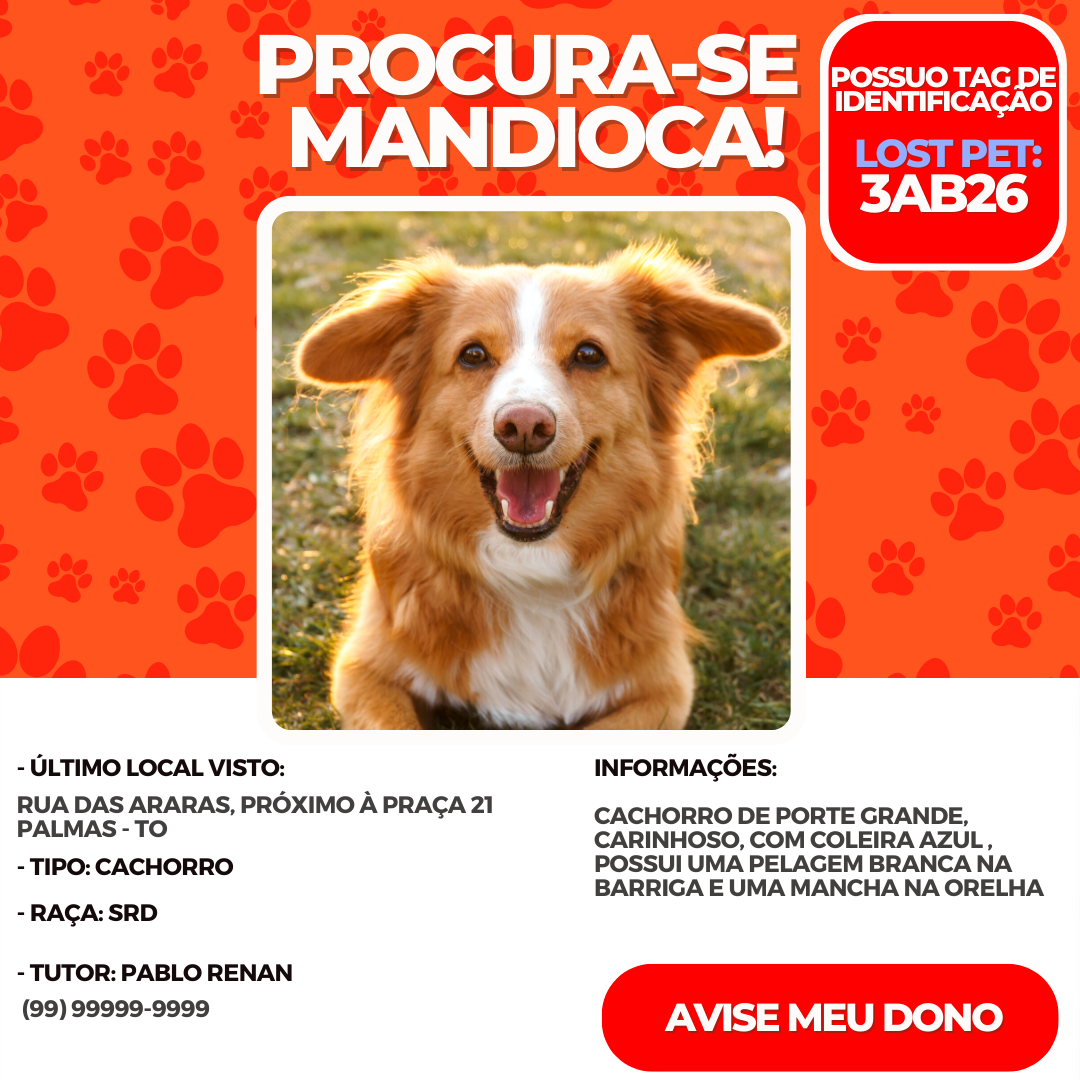 PROCURA-SE
MANDIOCA!
POSSUO TAG DE
IDENTIFICAÇÃO
LOST PET:
3AB26
- ÚLTIMO LOCAL VISTO:
RUA DAS ARARAS, PRÓXIMO À PRAÇA 21
PALMAS - TO
- TIPO: CACHORRO
- RAÇA: SRD
- TUTOR: PABLO RENAN
(99) 99999-9999
INFORMAÇÕES:
CACHORRO DE PORTE GRANDE,
CARINHOSO, COM COLEIRA AZUL ,
POSSUI UMA PELAGEM BRANCA NA
BARRIGA E UMA MANCHA NA ORELHA
AVISE MEU DONO